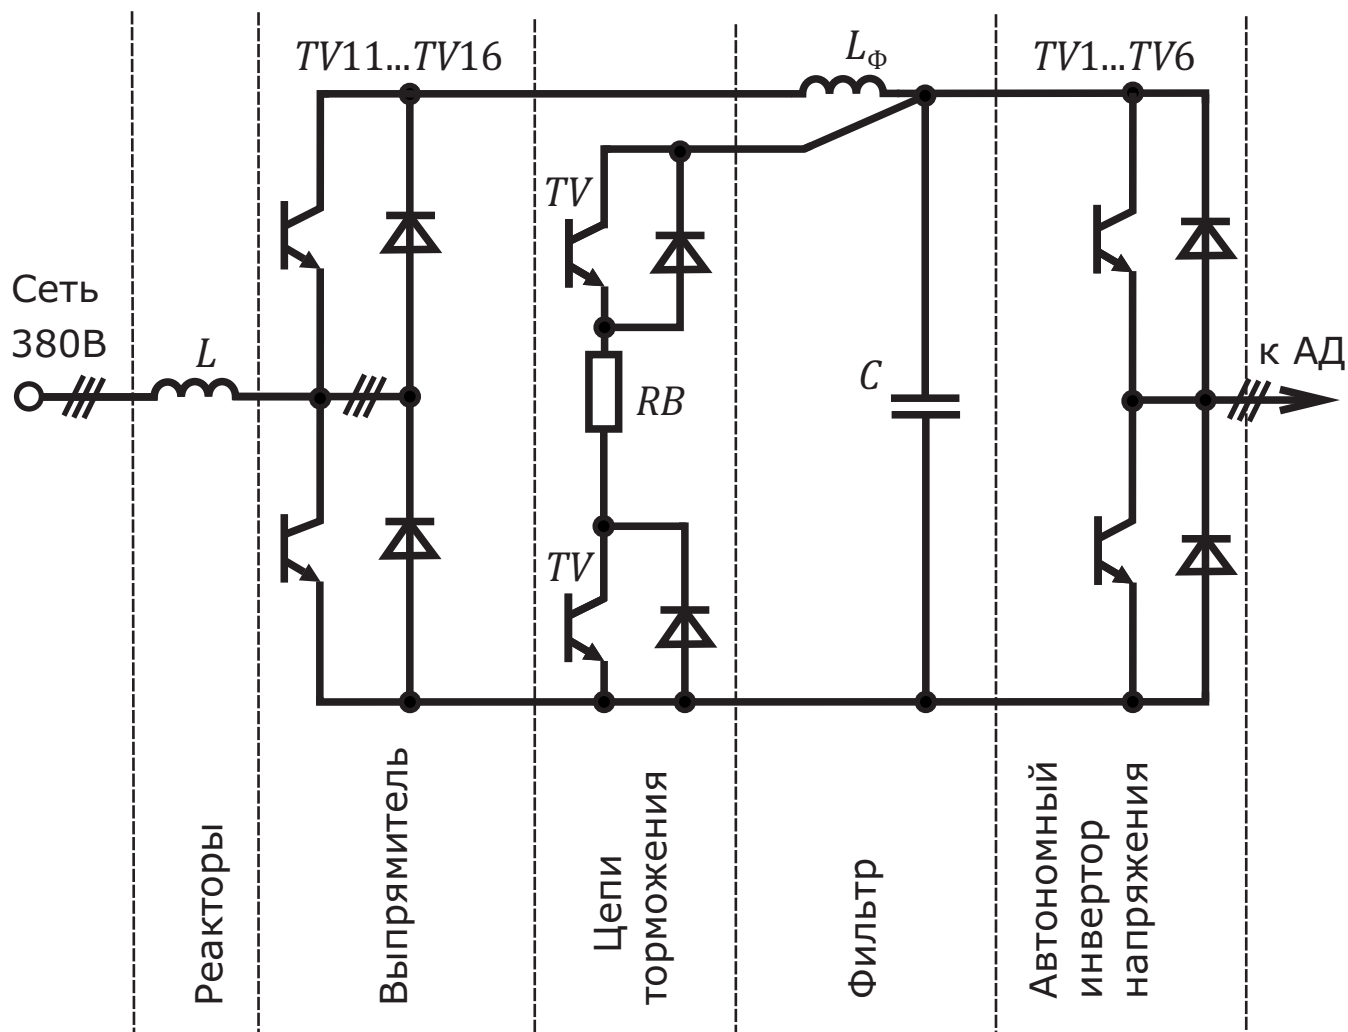 TV11...TV16
LФ
TV1...TV6
TV
Сеть
380В
L
RB
C
к АД
TV
Реакторы
Выпрямитель
Цепи
торможения
Фильтр
Автономный
инвертор
напряжения